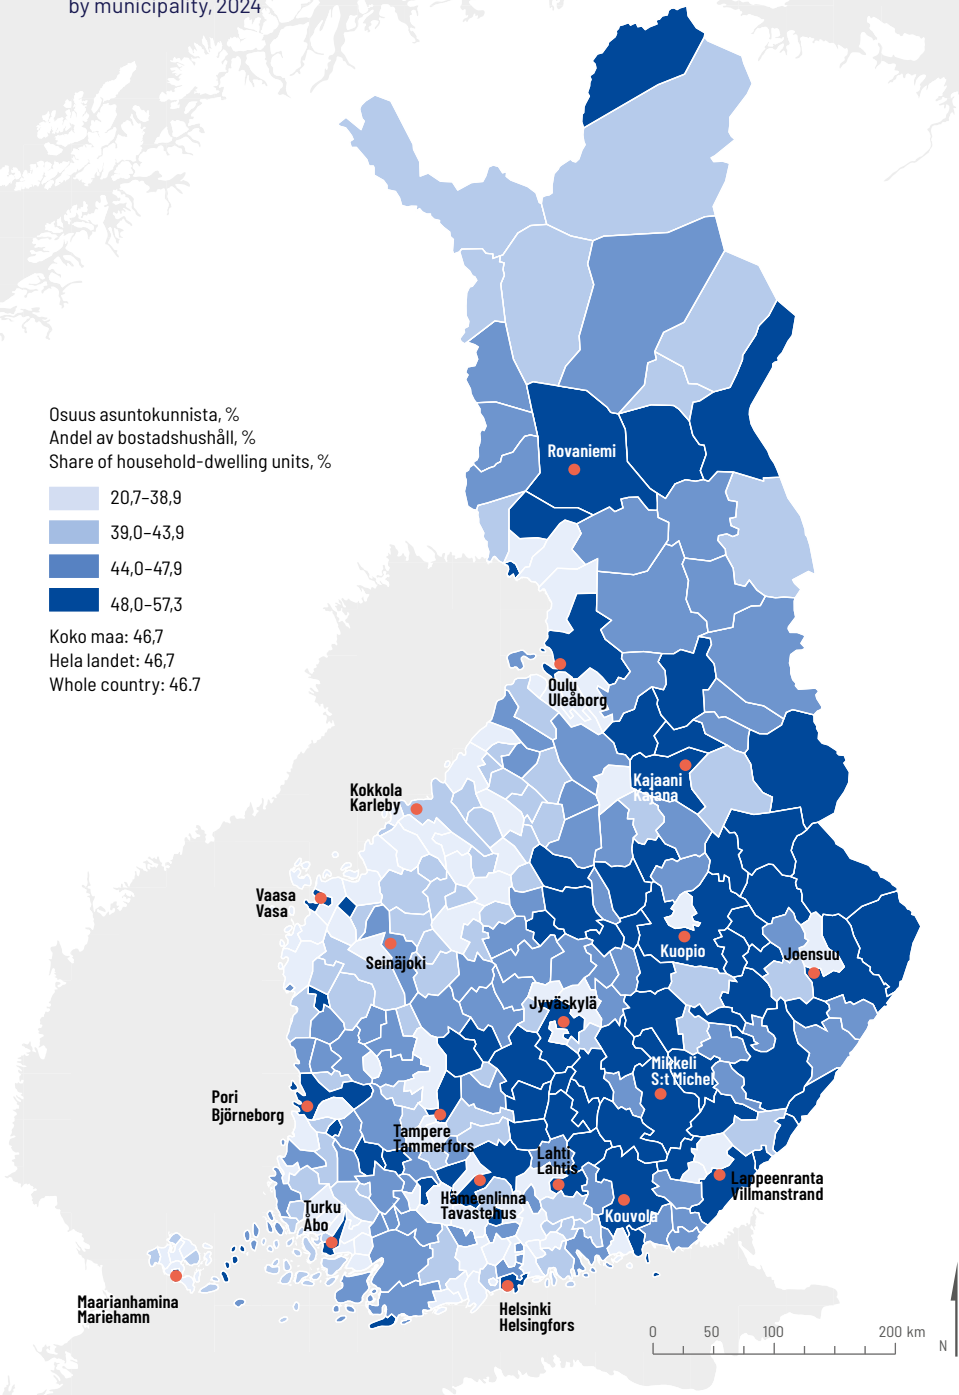 by municipality, 2024
Osuus asuntokunnista, %
Andel av bostadshushåll, %
Share of household-dwelling units, %
20,7–38,9
39,0–43,9
44,0–47,9
48,0–57,3
Koko maa: 46,7
Hela landet: 46,7
Whole country: 46.7
Rovaniemi
Oulu
Uleåborg
Kajaani
Kajana
Kokkola
Karleby
Vaasa
Vasa
Seinäjoki
Kuopio
Joensuu
Jyväskylä
Mikkeli
S:t Michel
Pori
Björneborg
Tampere
Tammerfors
Lahti
Lahtis
Lappeenranta
Villmanstrand
Hämeenlinna
Tavastehus
Turku
Åbo
Kouvola
Maarianhamina
Mariehamn
Helsinki
Helsingfors
0 50 100 200 km
N